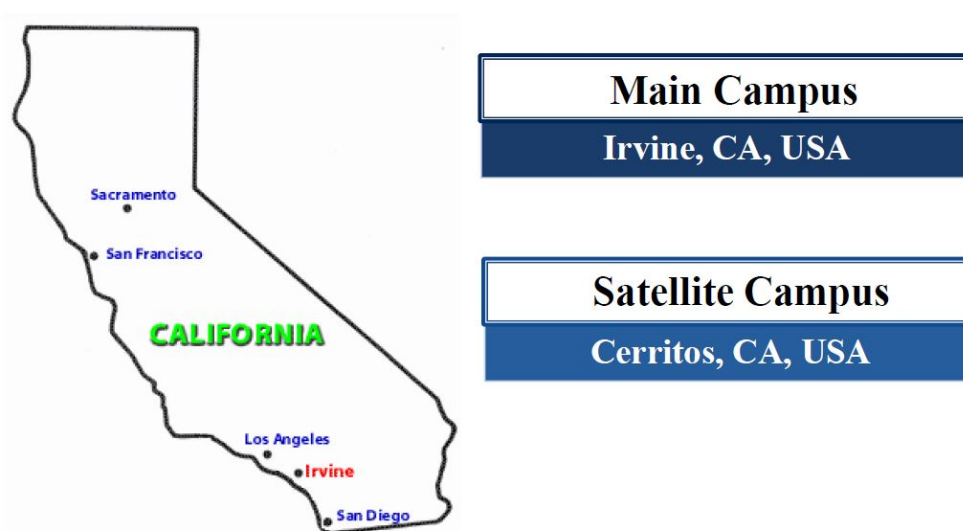 Sacramento
San Francisco
CALIFORNIA
Los Angeles
Irvine
San Diego
Main Campus
Irvine, CA, USA
Satellite Campus
Cerritos, CA, USA